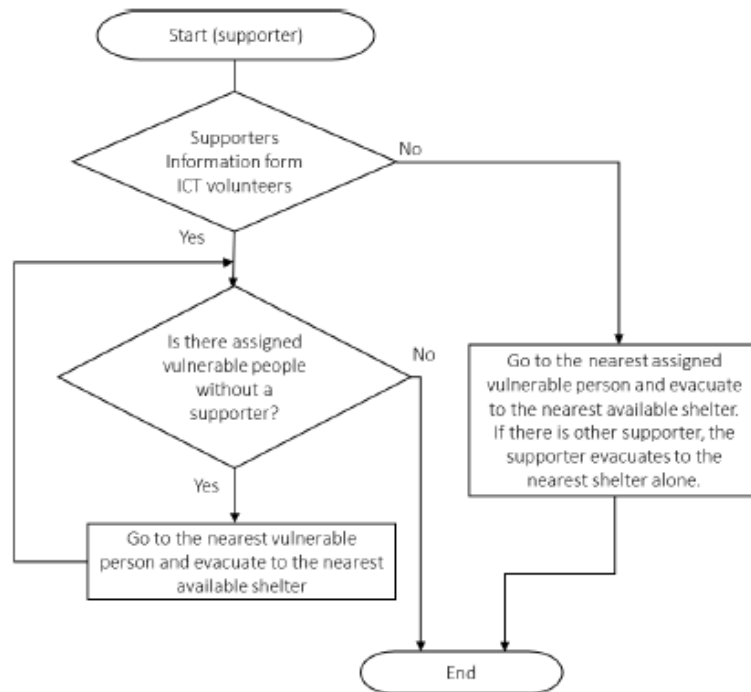 Start (supporter)
Supporters
Information form
ICT volunteers
No
Yes
Is there assigned
vulnerable people
without a
supporter?
No
Yes
Go to the nearest vulnerable
person and evacuate to the nearest
available shelter
Go to the nearest assigned
vulnerable person and evacuate
to the nearest available shelter.
If there is other supporter, the
supporter evacuates to the
nearest shelter alone.
End